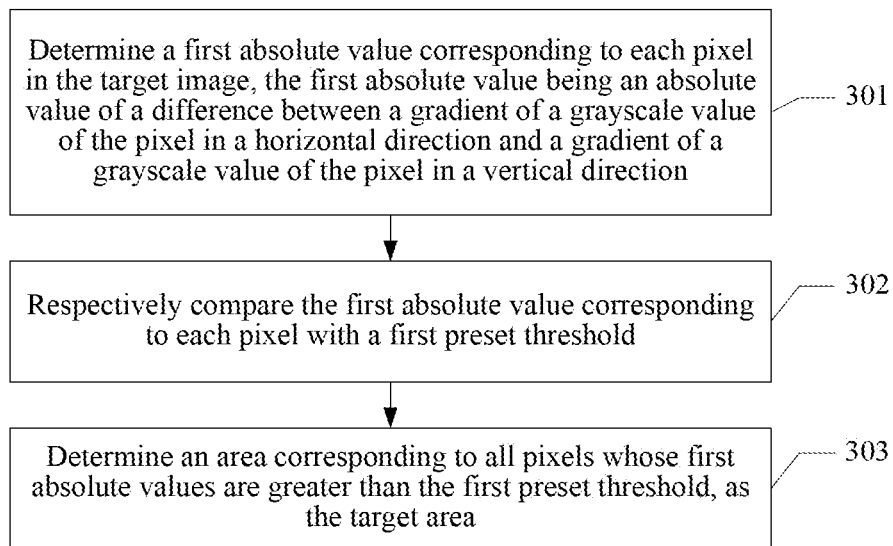 Determine a first absolute value corresponding to each pixel
in the target image, the first absolute value being an absolute
value of a difference between a gradient of a grayscale value
of the pixel in a horizontal direction and a gradient of a
grayscale value of the pixel in a vertical direction
301
Respectively compare the first absolute value corresponding
to each pixel with a first preset threshold
302
Determine an area corresponding to all pixels whose first
absolute values are greater than the first preset threshold, as
the target area
303